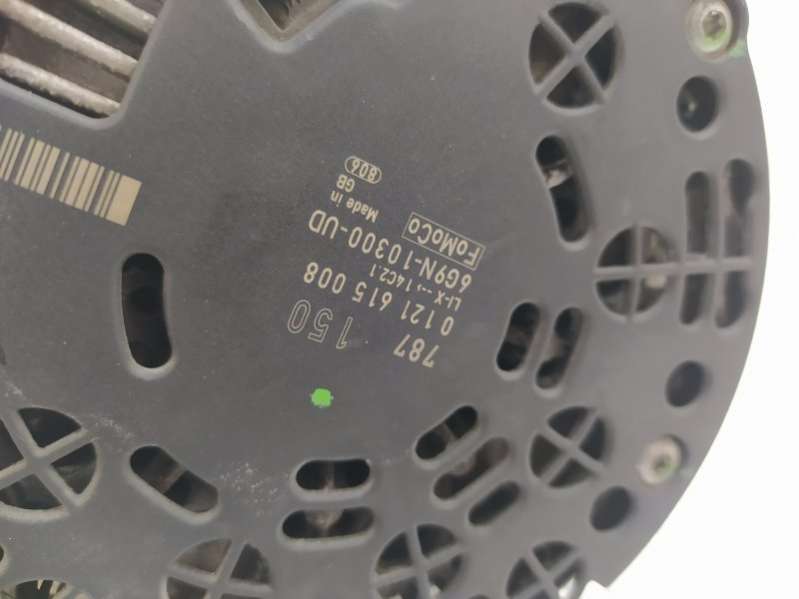 787 150
0 121 615 008
LI-X --- 14C2.1
6G9N-10300-UD
FoMoCo Made in GB 806